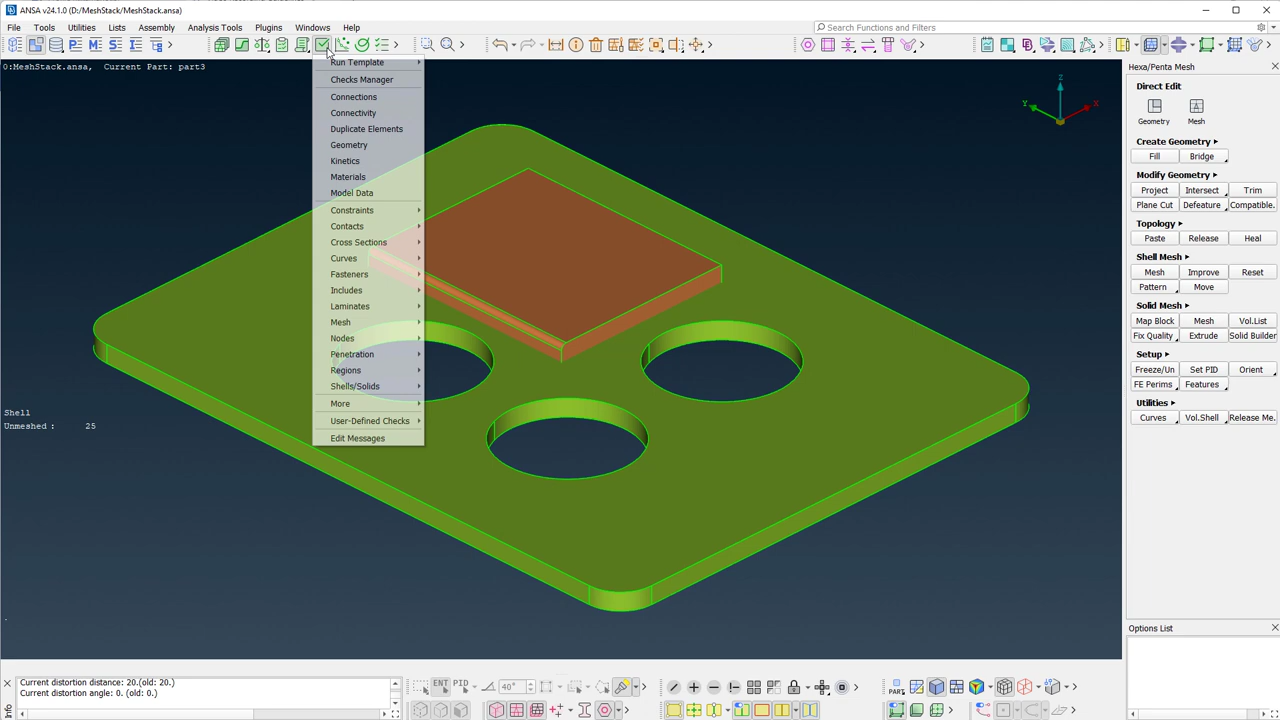 ANSA v24.1.0 (D:/MeshStack/MeshStack.ansa)
File Tools Utilities Lists Assembly Analysis Tools Plugins Windows Help
Search Functions and Filters
0:MeshStack.ansa, Current Part: part3
Run Template
Checks Manager
Connections
Connectivity
Duplicate Elements
Geometry
Kinetics
Materials
Model Data
Constraints
Contacts
Cross Sections
Curves
Fasteners
Includes
Laminates
Mesh
Nodes
Penetration
Regions
Shells/Solids
More
User-Defined Checks
Edit Messages
Z
Y X
Shell
Unmeshed : 25
Hexa/Penta Mesh
Direct Edit
Geometry Mesh
Create Geometry
Fill Bridge
Modify Geometry
Project Intersect Trim
Plane Cut Defeature Compatible.
Topology
Paste Release Heal
Shell Mesh
Mesh Improve Reset
Pattern Move
Solid Mesh
Map Block Mesh Vol.List
Fix Quality Extrude Solid Builder
Setup
Freeze/Un Set PID Orient
FE Perims Features
Utilities
Curves Vol.Shell Release Me.
Options List
Info
Current distortion distance: 20.(old: 20.)
Current distortion angle: 0. (old: 0.)
ENT PID 40°
PART